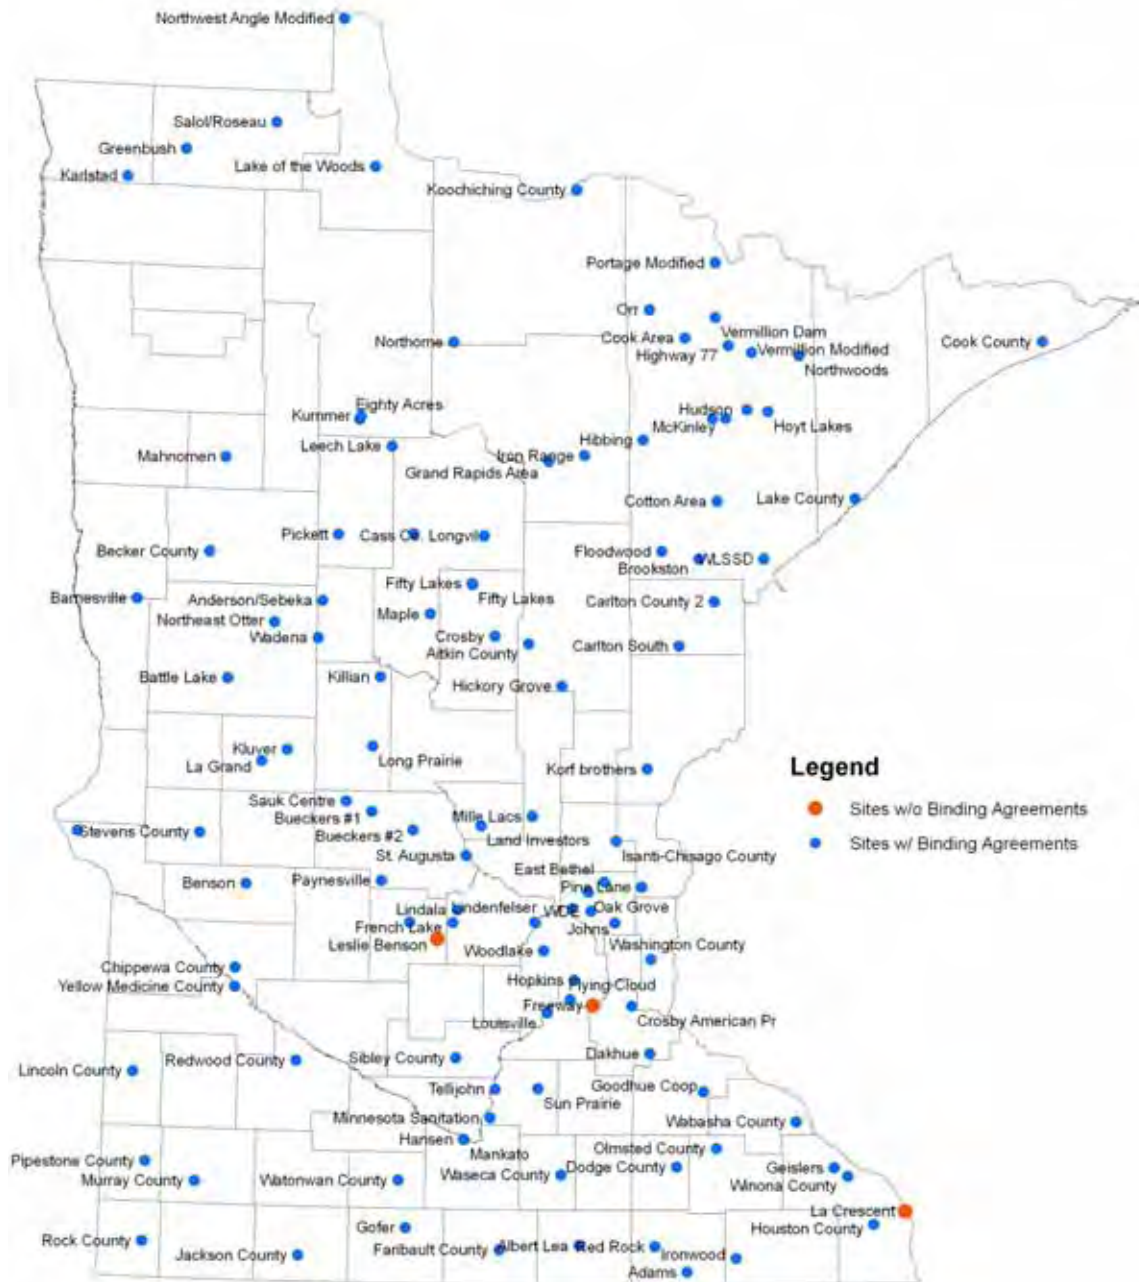 Northwest Angle Modified
Salol/Roseau
Greenbush
Lake of the Woods
Karlstad
Koochiching County
Portage Modified
Orr
Vermillion Dam
Northome
Cook Area
Cook County
Highway 77
Vermillion Modified
Northwoods
Eighty Acres
Kummer
Hudson
McKinley
Hoyt Lakes
Hibbing
Leech Lake
Mahnomen
Iron Range
Grand Rapids Area
Cotton Area
Lake County
Pickett
Cass Co. Longvill
Becker County
Floodwood
Brookston
WLSSD
Fifty Lakes
Fifty Lakes
Barnesville
Anderson/Sebeka
Carlton County 2
Maple
Northeast Otter
Wadena
Crosby
Aitkin County
Carlton South
Battle Lake
Killian
Hickory Grove
Kluver
La Grand
Long Prairie
Korf brothers
Legend
Sites w/o Binding Agreements
Sites w/ Binding Agreements
Sauk Centre
Bueckers #1
Bueckers #2
Mille Lacs
Stevens County
Land Investors
St. Augusta
Isanti-Chisago County
East Bethel
Benson
Paynesville
Pine Lane
Lindala
Lindenfelser
WDE
Oak Grove
French Lake
Johns
Leslie Benson
Woodlake
Washington County
Chippewa County
Yellow Medicine County
Hopkins
Flying Cloud
Freeway
Louisville
Crosby American Pr
Dakhue
Sibley County
Redwood County
Lincoln County
Tellijohn
Sun Prairie
Goodhue Coop
Minnesota Sanitation
Wabasha County
Hansen
Mankato
Olmsted County
Pipestone County
Murray County
Watonwan County
Waseca County
Dodge County
Geislers
Winona County
La Crescent
Houston County
Gofer
Rock County
Jackson County
Faribault County
Albert Lea
Red Rock
Ironwood
Adams